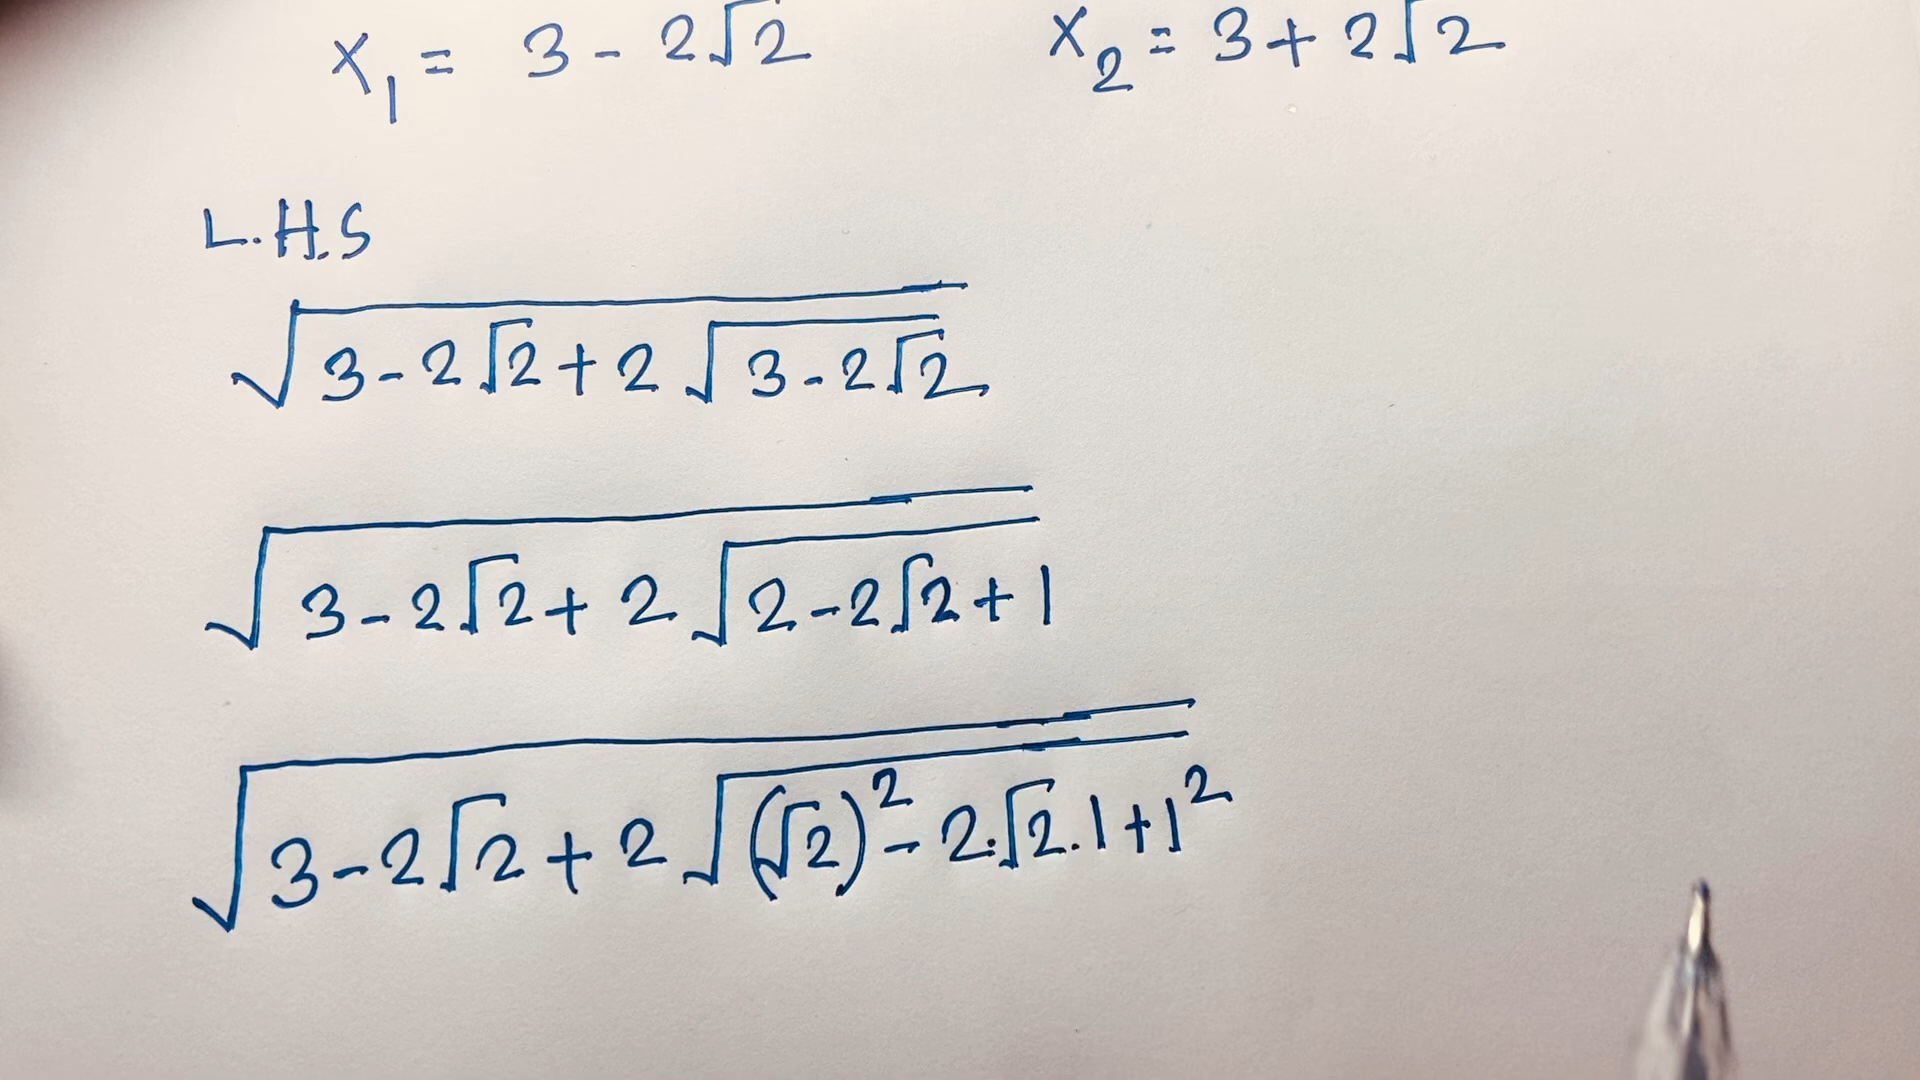 x₁ = 3 - 2√2    x₂ = 3 + 2√2
L.H.S
√(3 - 2√2 + 2√(3 - 2√2))
√(3 - 2√2 + 2√(2 - 2√2 + 1))
√(3 - 2√2 + 2√((√2)² - 2.√2.1 + 1²))